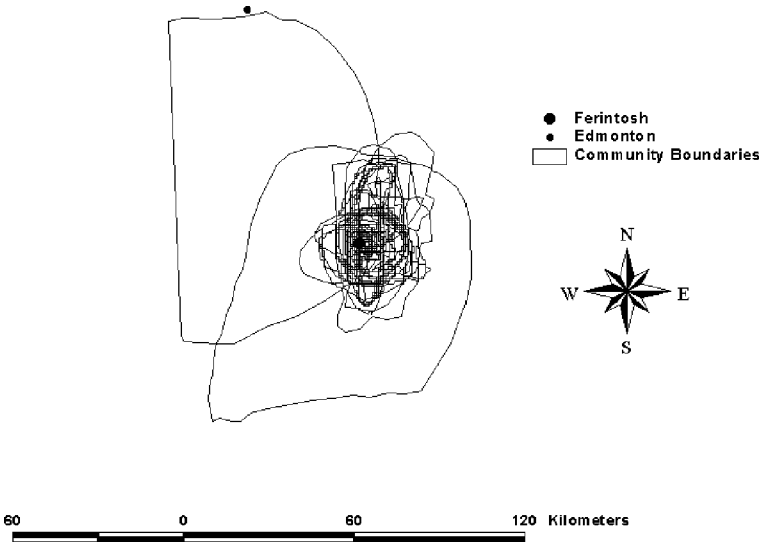 Ferintosh
Edmonton
Community Boundaries
N
W E
S
60 0 60 120 Kilometers